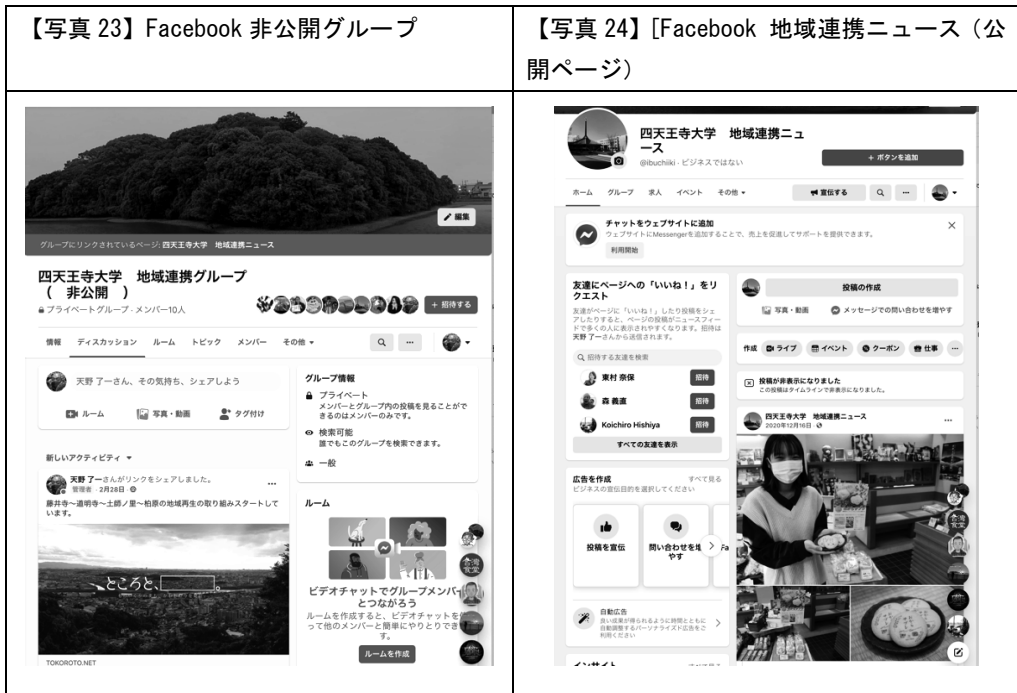 【写真 23】Facebook 非公開グループ
【写真 24】[Facebook 地域連携ニュース（公
開ページ）
編集
グループにリンクされているページ: 四天王寺大学　地域連携ニュース
四天王寺大学　地域連携グループ
（　非公開　）
プライベートグループ · メンバー10人
+ 招待する
情報　ディスカッション　ルーム　トピック　メンバー　その他
天野 了一さん、その気持ち、シェアしよう
ルーム　写真・動画　タグ付け
新しいアクティビティ
天野 了一さんがリンクをシェアしました。
管理者 · 2月28日
藤井寺～道明寺～土師ノ里～柏原の地域再生の取り組みスタートして
います。
ところと、　　　。
TOKOROTO.NET
グループ情報
プライベート
メンバーとグループ内の投稿を見ることがで
きるのはメンバーのみです。
検索可能
誰でもこのグループを検索できます。
一般
ルーム
ビデオチャットでグループメンバー
とつながろう
ルームを作成すると、ビデオチャットを
って他のメンバーと簡単にやりとりでき
す。
ルームを作成
台湾
食堂
四天王寺大学　地域連携ニュ
ース
@ibuchiiki · ビジネスではない
+ ボタンを追加
ホーム　グループ　求人　イベント　その他
宣伝する
チャットをウェブサイトに追加
ウェブサイトにMessengerを追加することで、売上を促進してサポートを提供できます。
利用開始
友達にページへの「いいね！」をリ
クエスト
友達がページに「いいね！」したり投稿をシェ
アしたりすると、ページの投稿がニュースフィー
ドで多くの人に表示されやすくなります。招待は
天野 了一さんから送信されます。
招待する友達を検索
東村 奈保　招待
森 義直　招待
Koichiro Hishiya　招待
すべての友達を表示
広告を作成　すべて見る
ビジネスの宣伝目的を選択してください
投稿を宣伝
問い合わせを増
やす
Fa
自動広告
良い成果が得られるように時間とともに
自動調整するパーソナライズド広告をご
利用ください
インサイト　すべて見る
投稿の作成
写真・動画　メッセージでの問い合わせを増やす
作成　ライブ　イベント　クーポン　仕事
投稿が非表示になりました
この投稿はタイムラインで非表示になりました。
四天王寺大学　地域連携ニュース
2020年12月16日
台湾
食堂